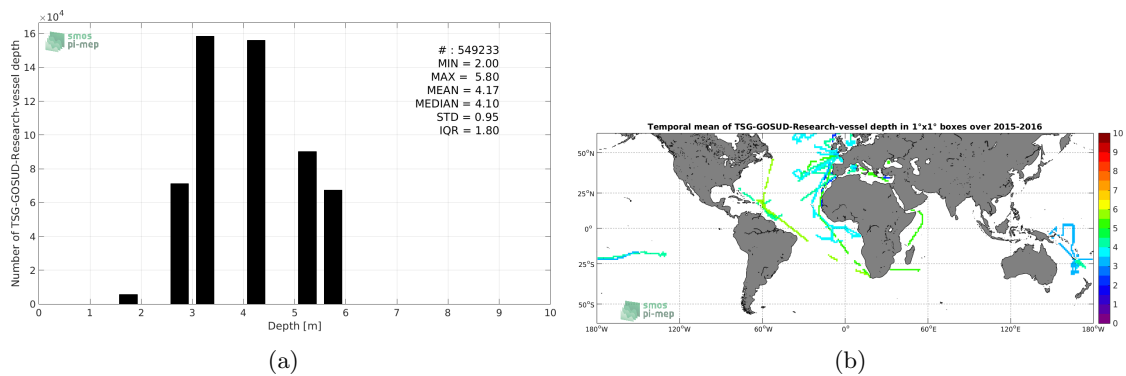 ×10⁴
smos
pi-mep
16
14
12
10
8
6
4
2
0
Number of TSG-GOSUD-Research-vessel depth
# : 549233
MIN = 2.00
MAX = 5.80
MEAN = 4.17
MEDIAN = 4.10
STD = 0.95
IQR = 1.80
0 1 2 3 4 5 6 7 8 9 10
Depth [m]
(a)
Temporal mean of TSG-GOSUD-Research-vessel depth in 1°x1° boxes over 2015-2016
50°N
25°N
0°
25°S
50°S
smos
pi-mep
180°W 120°W 60°W 0° 60°E 120°E 180°E
10
9
8
7
6
5
4
3
2
1
0
(b)